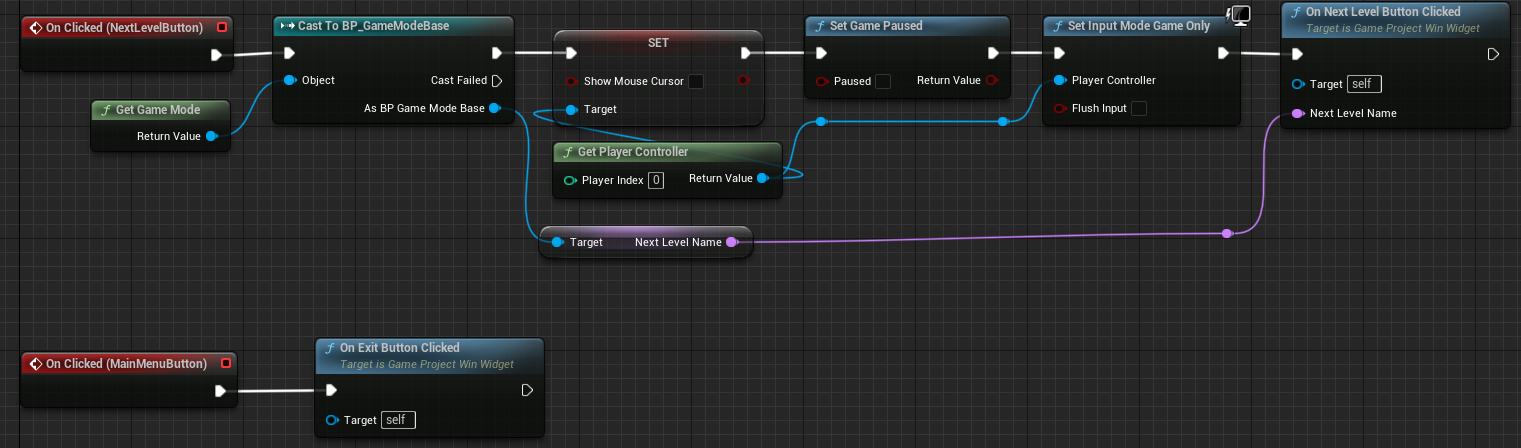 On Clicked (NextLevelButton)
Get Game Mode
Return Value
Cast To BP_GameModeBase
Object
Cast Failed
As BP Game Mode Base
SET
Show Mouse Cursor
Target
Get Player Controller
Player Index 0
Return Value
Target
Next Level Name
Set Game Paused
Paused
Return Value
Set Input Mode Game Only
Player Controller
Flush Input
On Next Level Button Clicked
Target is Game Project Win Widget
Target self
Next Level Name
On Clicked (MainMenuButton)
On Exit Button Clicked
Target is Game Project Win Widget
Target self